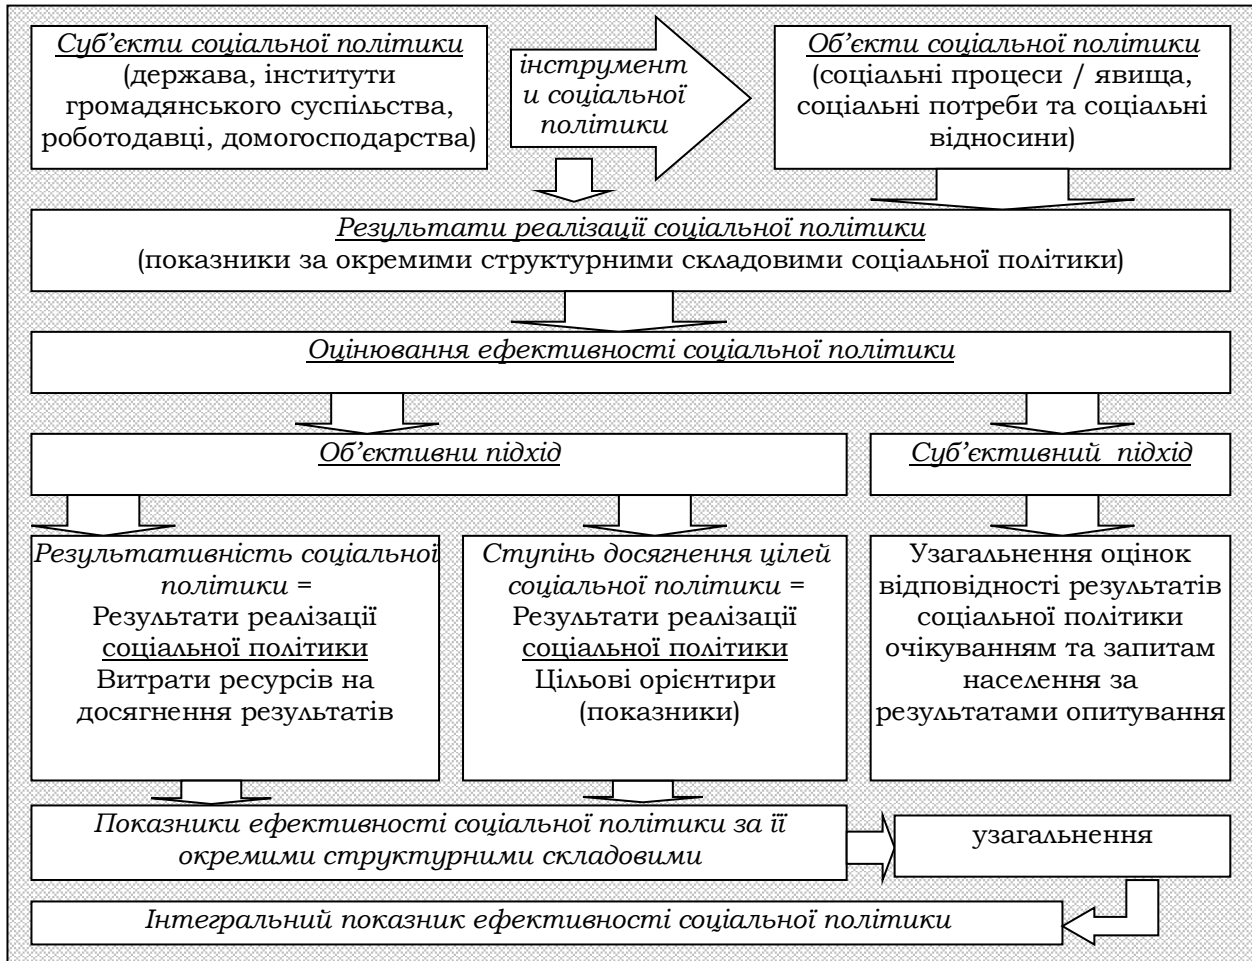 Суб’єкти соціальної політики
(держава, інститути
громадянського суспільства,
роботодавці, домогосподарства)
інструмент
и соціальної
політики
Об’єкти соціальної політики
(соціальні процеси / явища,
соціальні потреби та соціальні
відносини)
Результати реалізації соціальної політики
(показники за окремими структурними складовими соціальної політики)
Оцінювання ефективності соціальної політики
Об’єктивни підхід
Суб’єктивний підхід
Результативність соціальної
політики =
Результати реалізації
соціальної політики
Витрати ресурсів на
досягнення результатів
Ступінь досягнення цілей
соціальної політики =
Результати реалізації
соціальної політики
Цільові орієнтири
(показники)
Узагальнення оцінок
відповідності результатів
соціальної політики
очікуванням та запитам
населення за
результатами опитування
Показники ефективності соціальної політики за її
окремими структурними складовими
узагальнення
Інтегральний показник ефективності соціальної політики